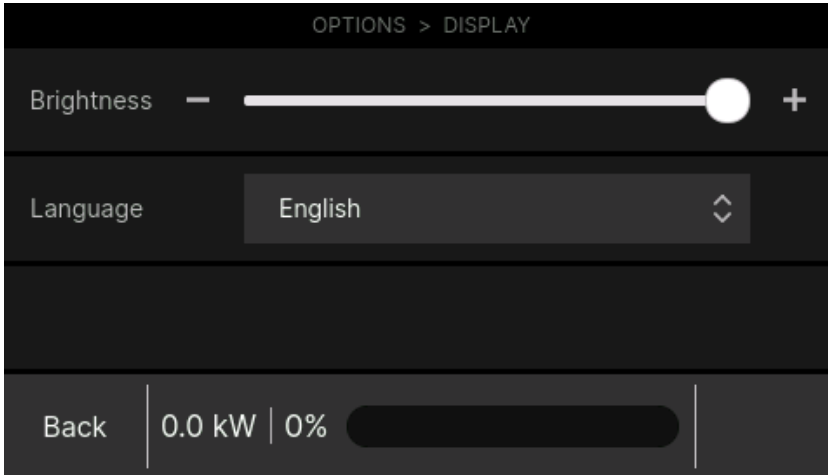 OPTIONS > DISPLAY
Brightness − +
Language English
Back 0.0 kW | 0%